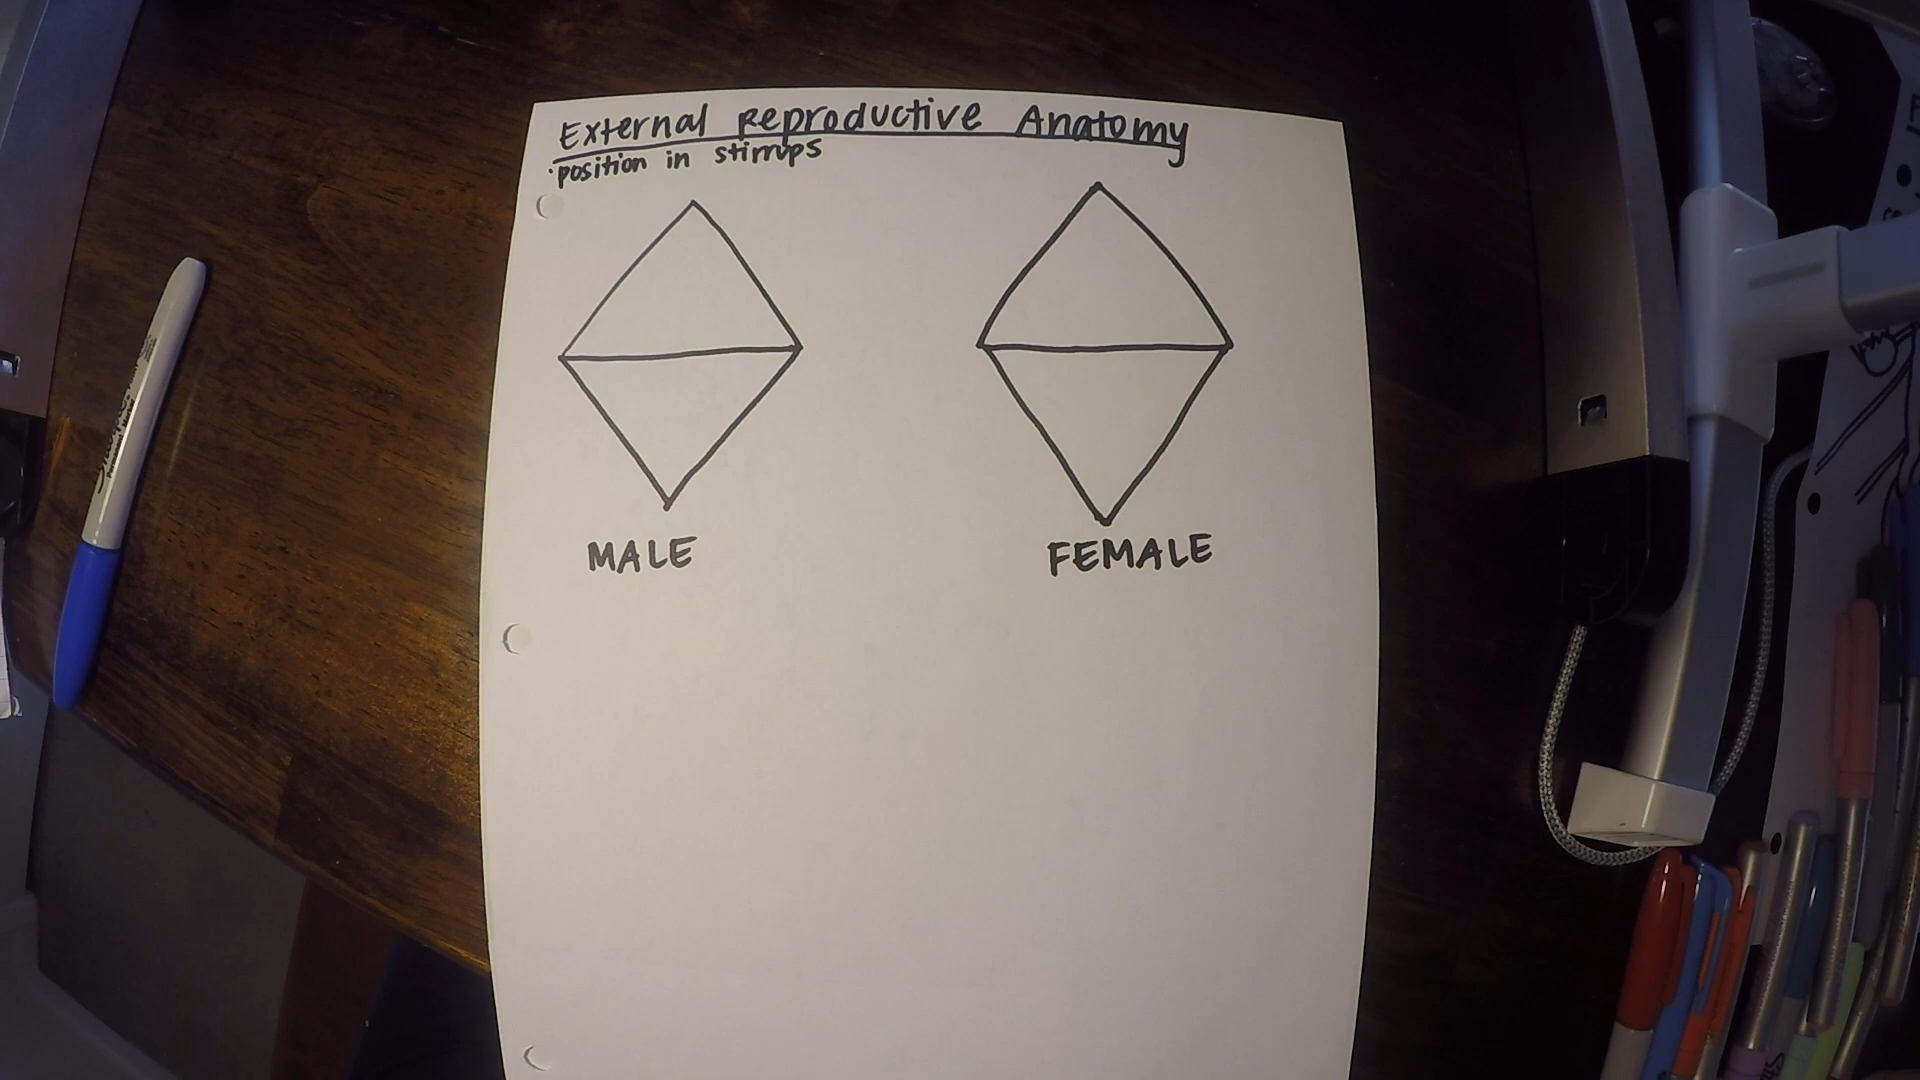 External Reproductive Anatomy
•position in stirrups
MALE
FEMALE